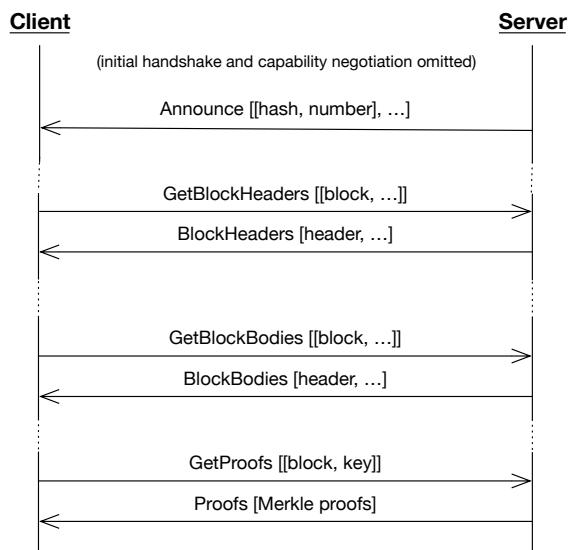 Client
Server
(initial handshake and capability negotiation omitted)
Announce [[hash, number], …]
GetBlockHeaders [[block, …]]
BlockHeaders [header, …]
GetBlockBodies [[block, …]]
BlockBodies [header, …]
GetProofs [[block, key]]
Proofs [Merkle proofs]